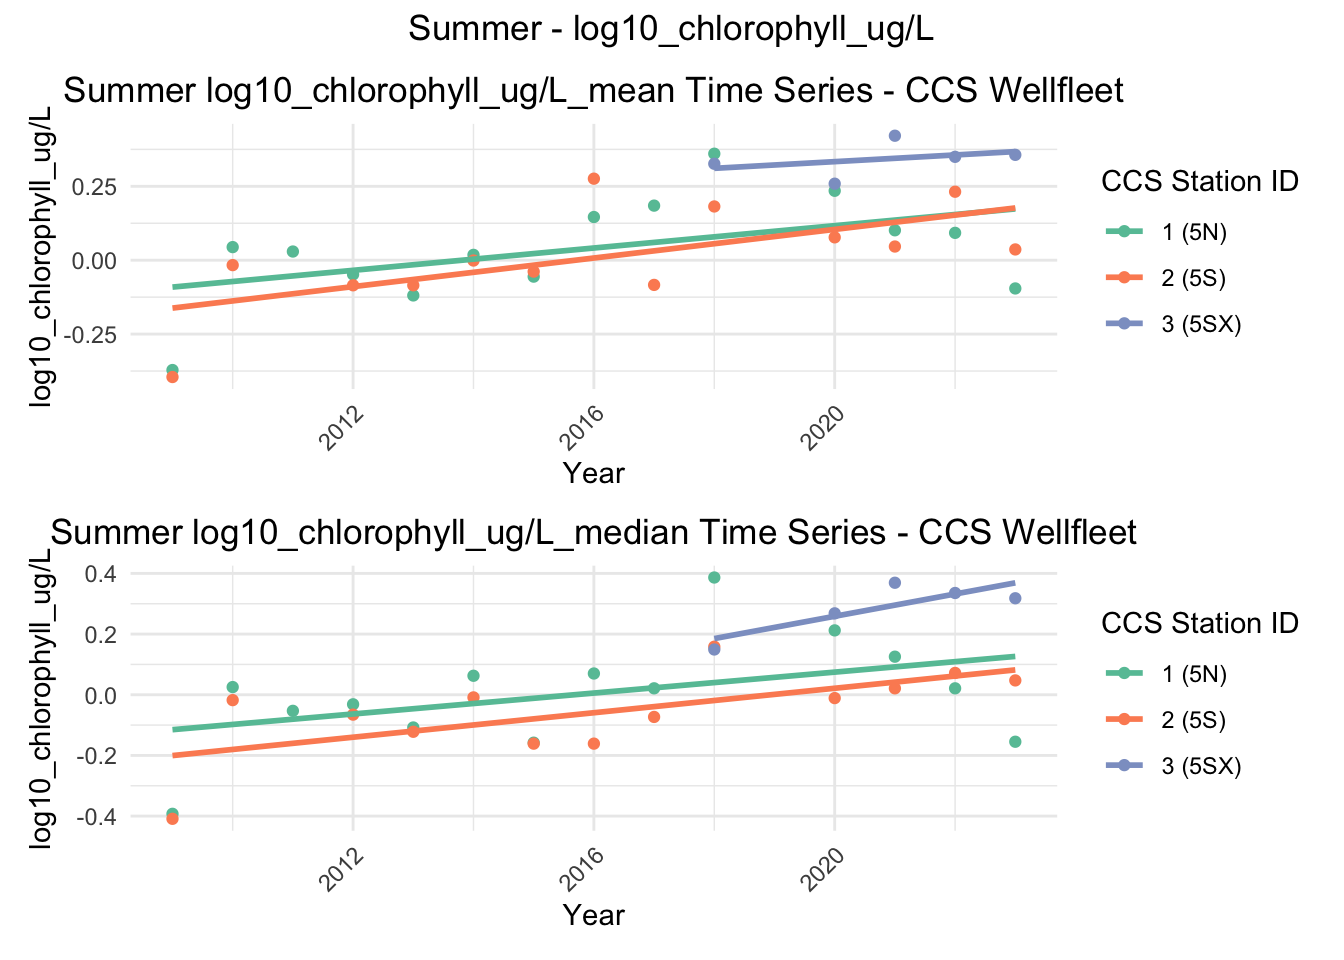 Summer - log10_chlorophyll_ug/L
Summer log10_chlorophyll_ug/L_mean Time Series - CCS Wellfleet
log10_chlorophyll_ug/L
0.25
0.00
-0.25
2012
2016
2020
Year
CCS Station ID
1 (5N)
2 (5S)
3 (5SX)
Summer log10_chlorophyll_ug/L_median Time Series - CCS Wellfleet
log10_chlorophyll_ug/L
0.4
0.2
0.0
-0.2
-0.4
2012
2016
2020
Year
CCS Station ID
1 (5N)
2 (5S)
3 (5SX)